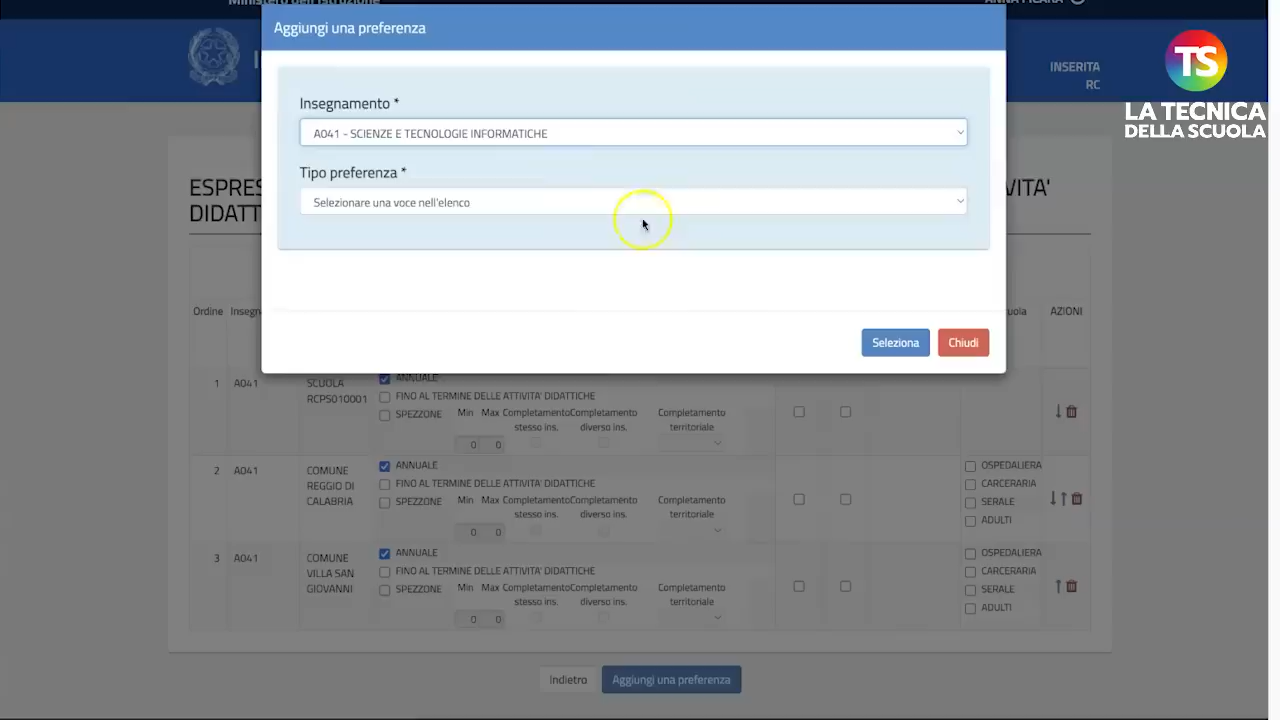 Aggiungi una preferenza
INSERITA
RC
TS
LA TECNICA
DELLA SCUOLA
Insegnamento *
A041 - SCIENZE E TECNOLOGIE INFORMATICHE
Tipo preferenza *
Selezionare una voce nell'elenco
Seleziona
Chiudi
Ordine
AZIONI
1
A041
SCUOLA
RCPS010001
ANNUALE
FINO AL TERMINE DELLE ATTIVITA' DIDATTICHE
SPEZZONE
Min Max Completamento stesso ins. Completamento diverso ins. Completamento territoriale
0 0
2
A041
COMUNE
REGGIO DI
CALABRIA
ANNUALE
FINO AL TERMINE DELLE ATTIVITA' DIDATTICHE
SPEZZONE
Min Max Completamento stesso ins. Completamento diverso ins. Completamento territoriale
0 0
OSPEDALIERA
CARCERARIA
SERALE
ADULTI
3
A041
COMUNE
VILLA SAN
GIOVANNI
ANNUALE
FINO AL TERMINE DELLE ATTIVITA' DIDATTICHE
SPEZZONE
Min Max Completamento stesso ins. Completamento diverso ins. Completamento territoriale
0 0
OSPEDALIERA
CARCERARIA
SERALE
ADULTI
Indietro
Aggiungi una preferenza